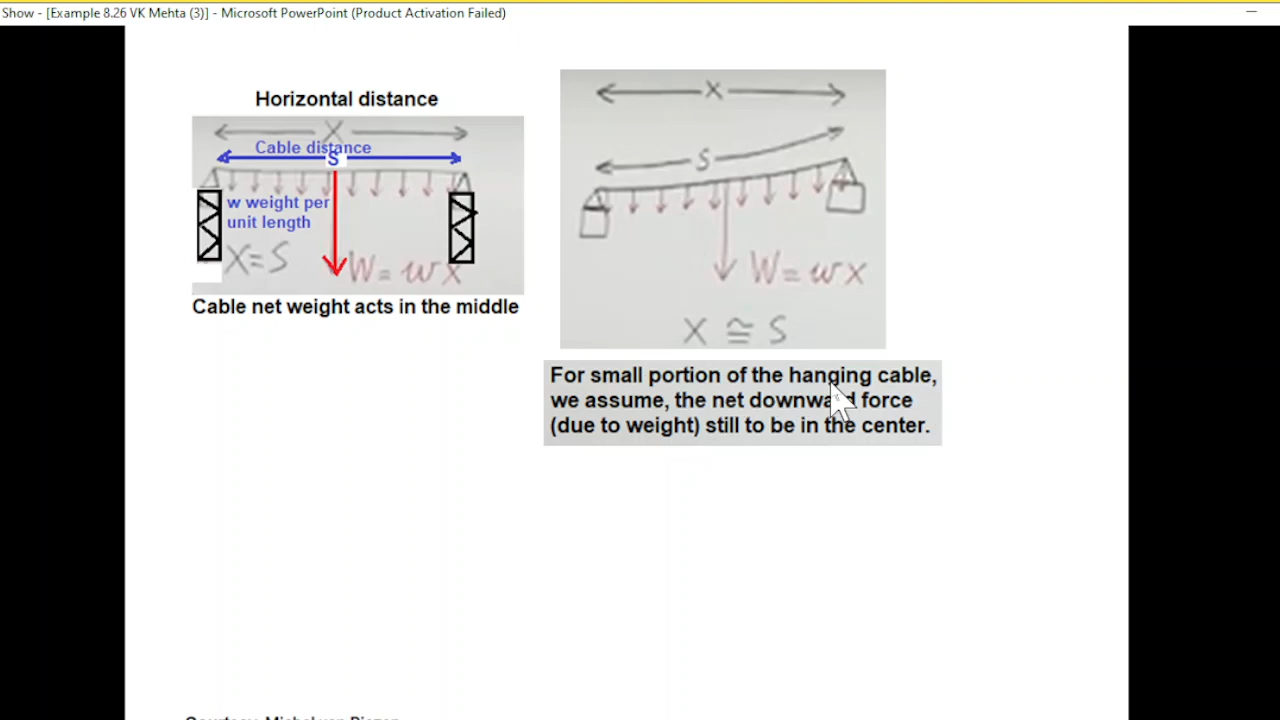 Show - [Example 8.26 VK Mehta (3)] - Microsoft PowerPoint (Product Activation Failed)
Horizontal distance
X
Cable distance
S
w weight per
unit length
X = S
W = wx
Cable net weight acts in the middle
X
S
W = wx
X ≅ S
For small portion of the hanging cable,
we assume, the net downward force
(due to weight) still to be in the center.